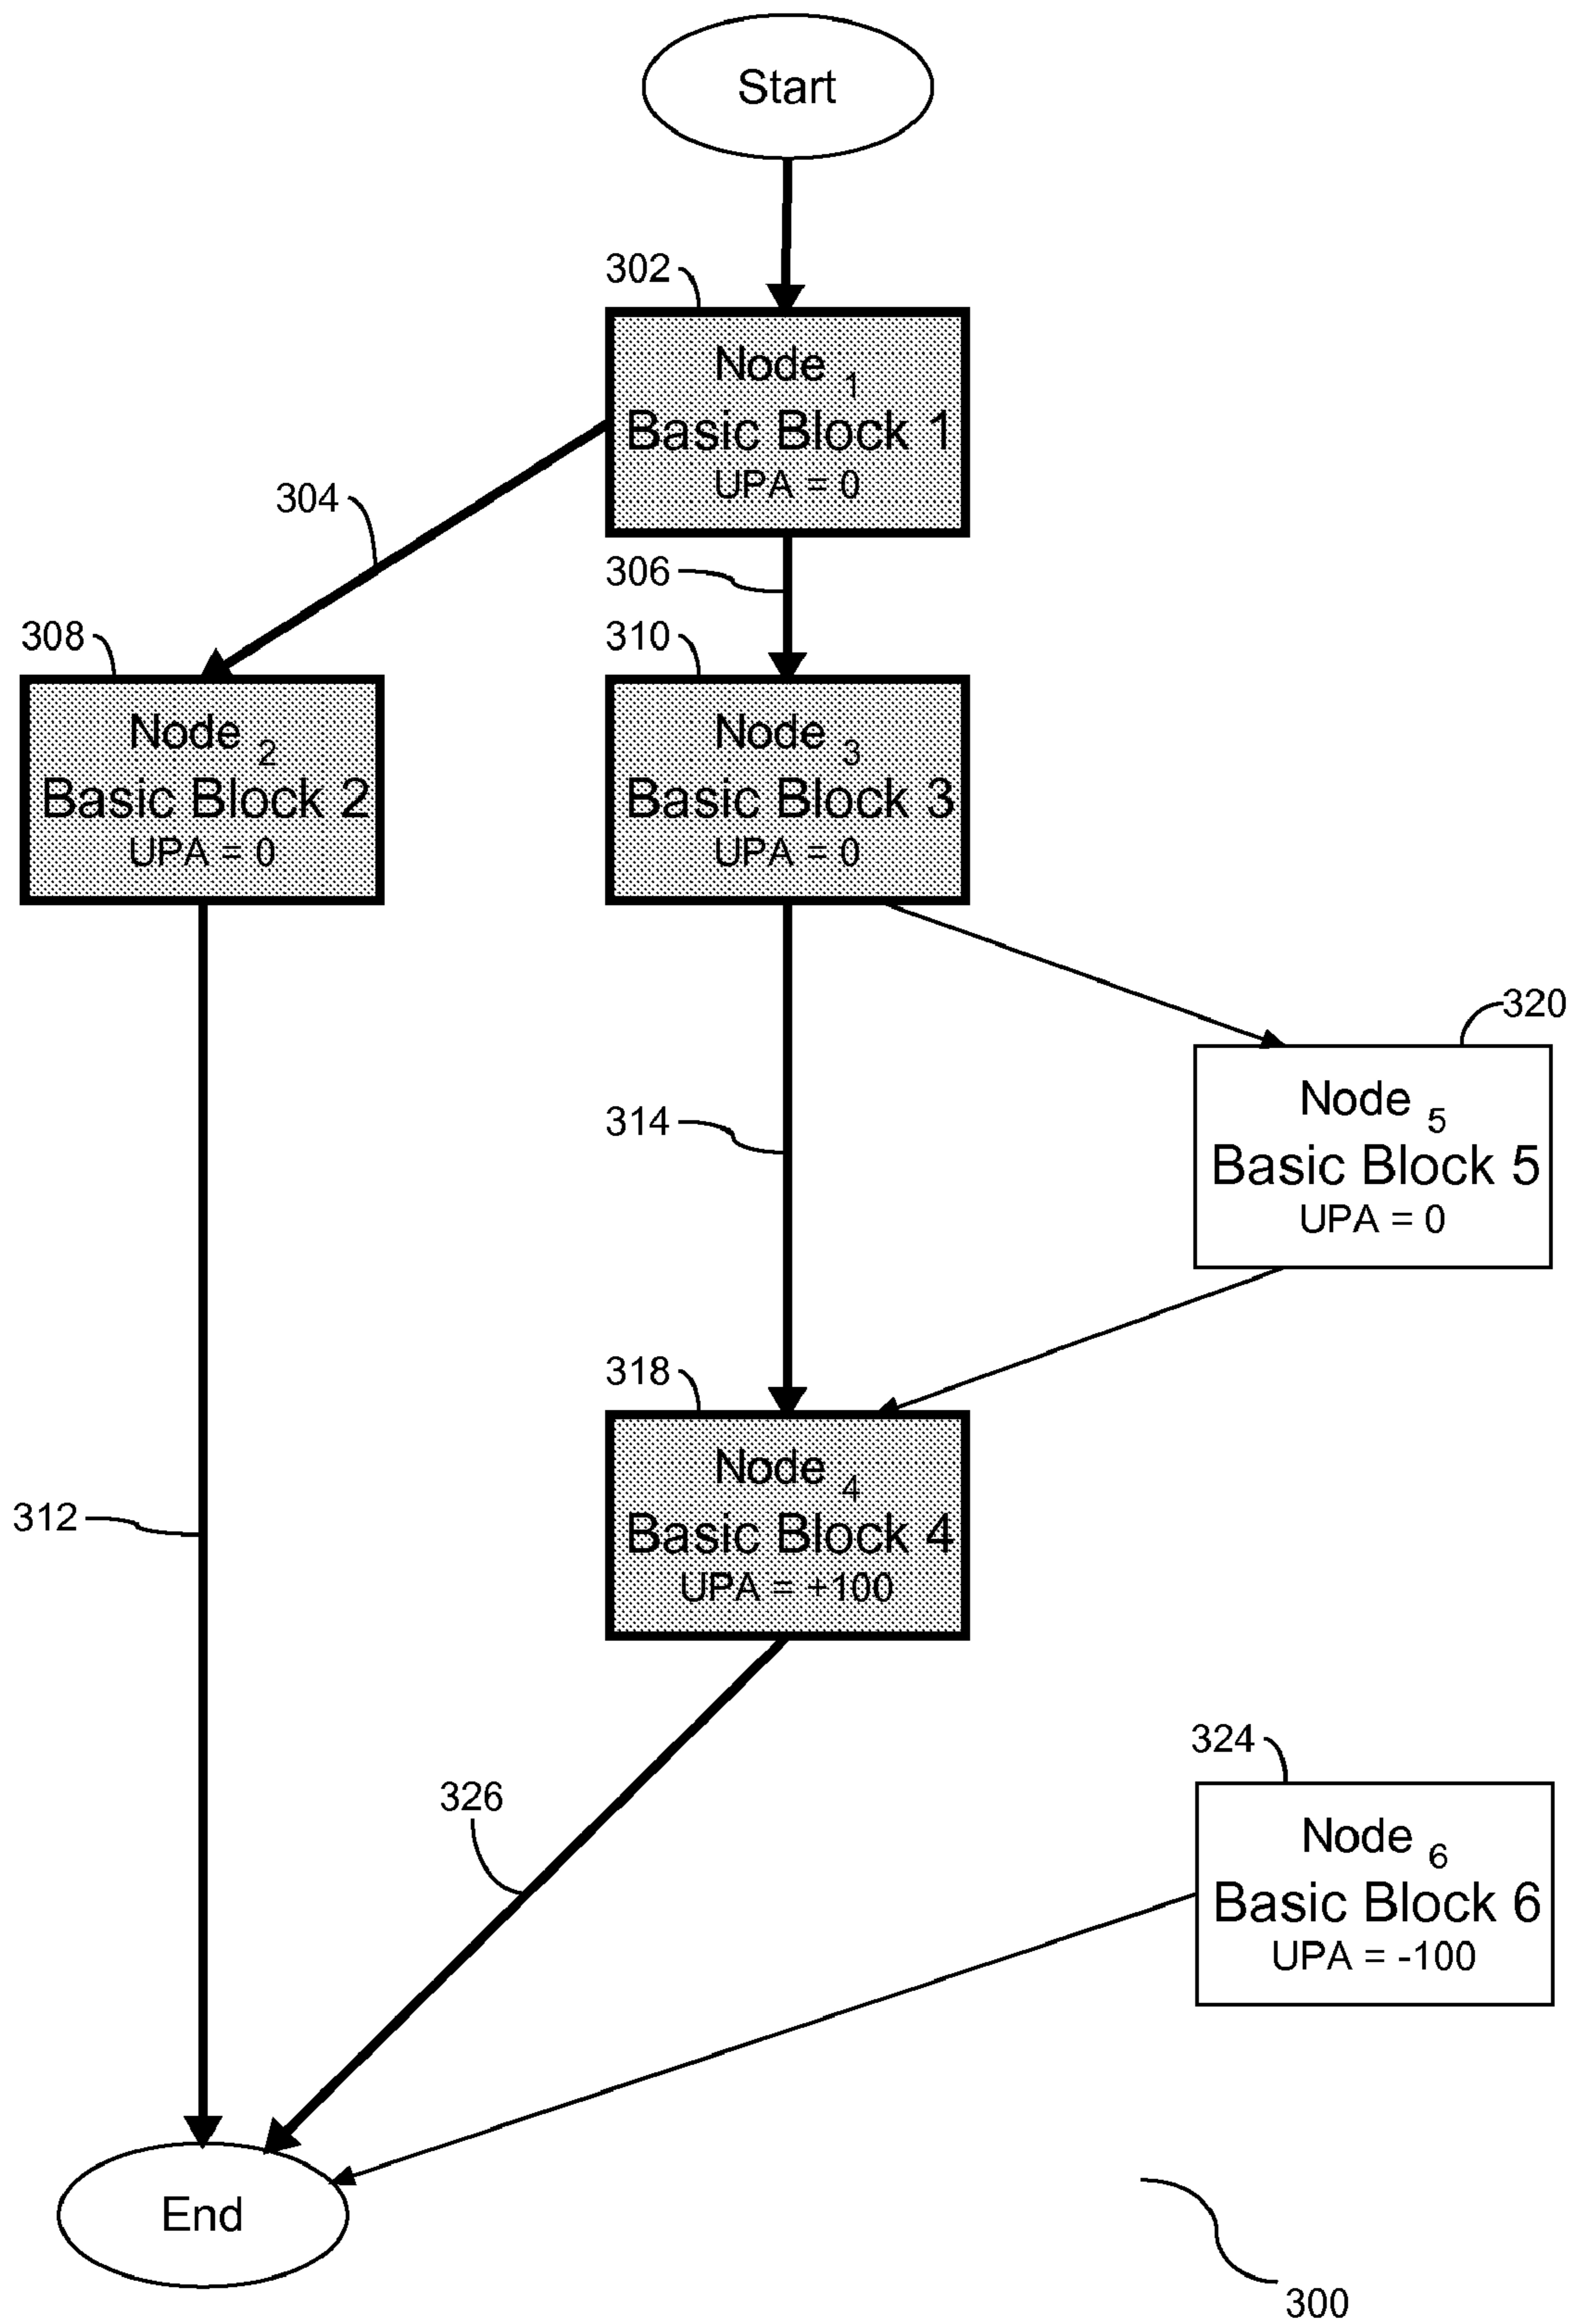 Start
302
Node 1
Basic Block 1
UPA = 0
304
306
308
310
Node 2
Basic Block 2
UPA = 0
Node 3
Basic Block 3
UPA = 0
320
Node 5
Basic Block 5
UPA = 0
314
318
Node 4
Basic Block 4
UPA = +100
312
324
326
Node 6
Basic Block 6
UPA = -100
End
300